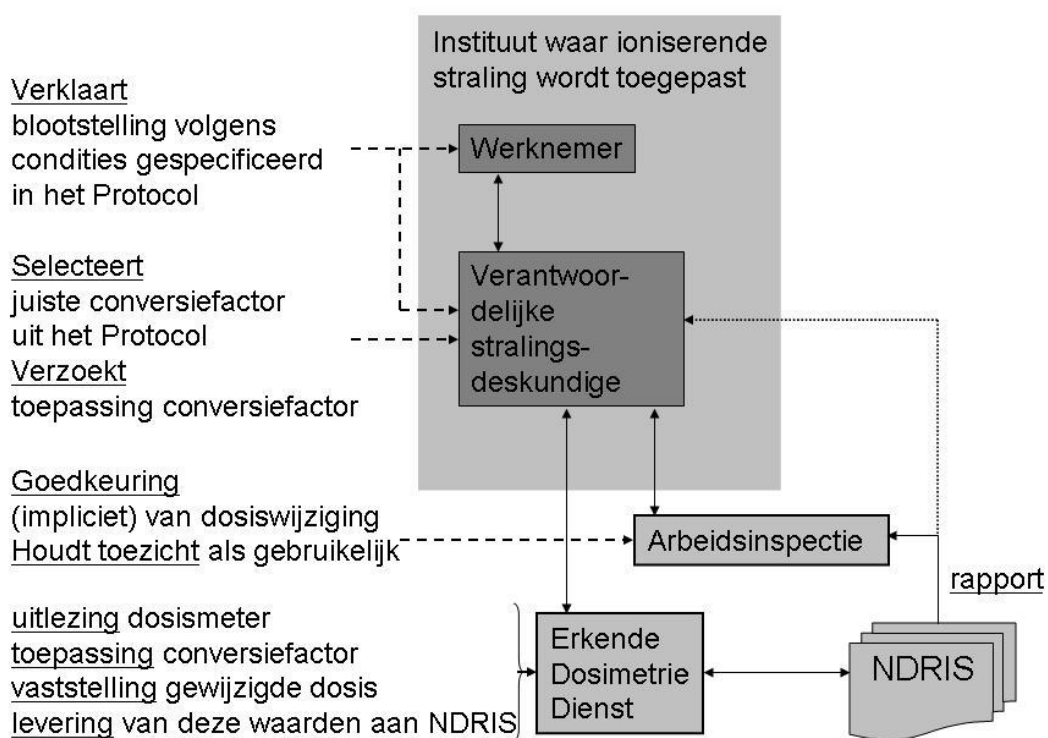 Instituut waar ioniserende
straling wordt toegepast
Verklaart
blootstelling volgens
condities gespecificeerd
in het Protocol
Werknemer
Selecteert
juiste conversiefactor
uit het Protocol
Verzoekt
toepassing conversiefactor
Verantwoor-
delijke
stralings-
deskundige
Goedkeuring
(impliciet) van dosiswijziging
Houdt toezicht als gebruikelijk
Arbeidsinspectie
rapport
uitlezing dosismeter
toepassing conversiefactor
vaststelling gewijzigde dosis
levering van deze waarden aan NDRIS
Erkende
Dosimetrie
Dienst
NDRIS